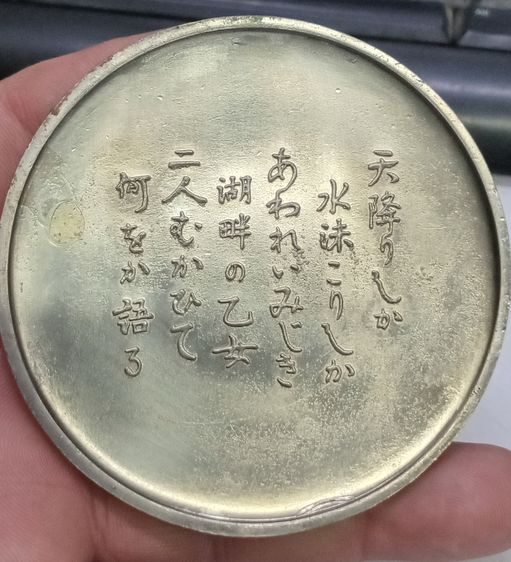 天降りしか
水沫こりしか
あわれいみじき
湖畔の乙女
二人むかひて
何をか語る